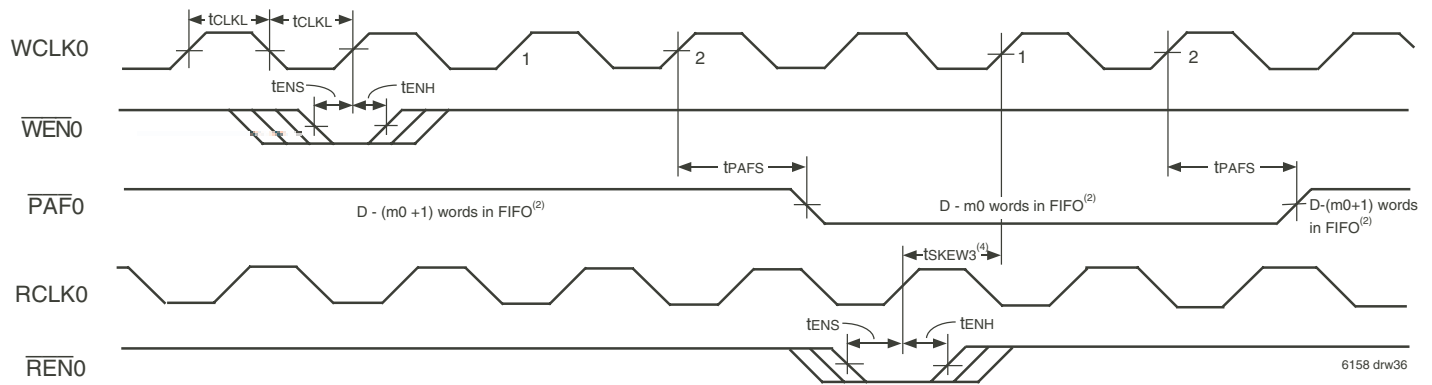 tCLKL tCLKL
WCLK0
1 2 1 2
tENS tENH
WEN0
tPAFS tPAFS
PAF0
D - (m0 +1) words in FIFO(2)
D - m0 words in FIFO(2)
D-(m0+1) words
in FIFO(2)
tSKEW3(4)
RCLK0
tENS tENH
REN0
6158 drw36